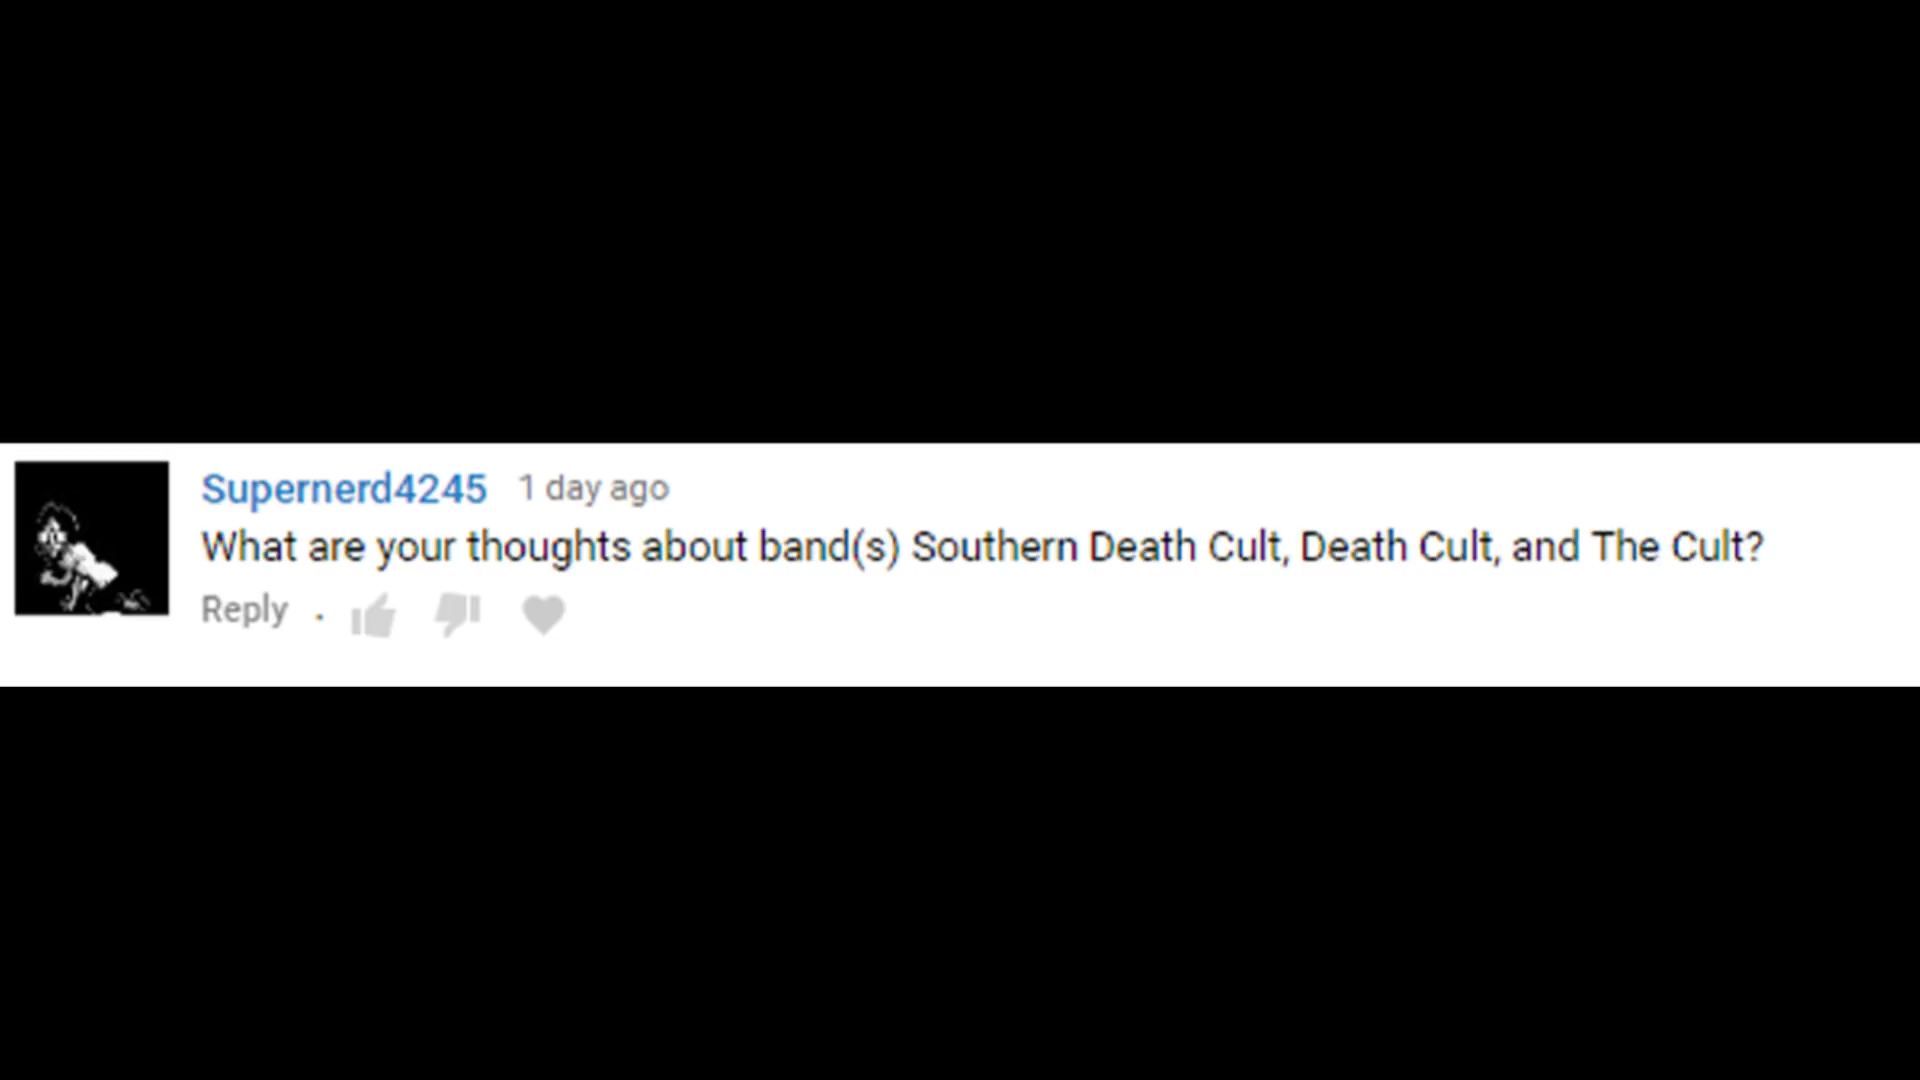 Supernerd4245 1 day ago
What are your thoughts about band(s) Southern Death Cult, Death Cult, and The Cult?
Reply .